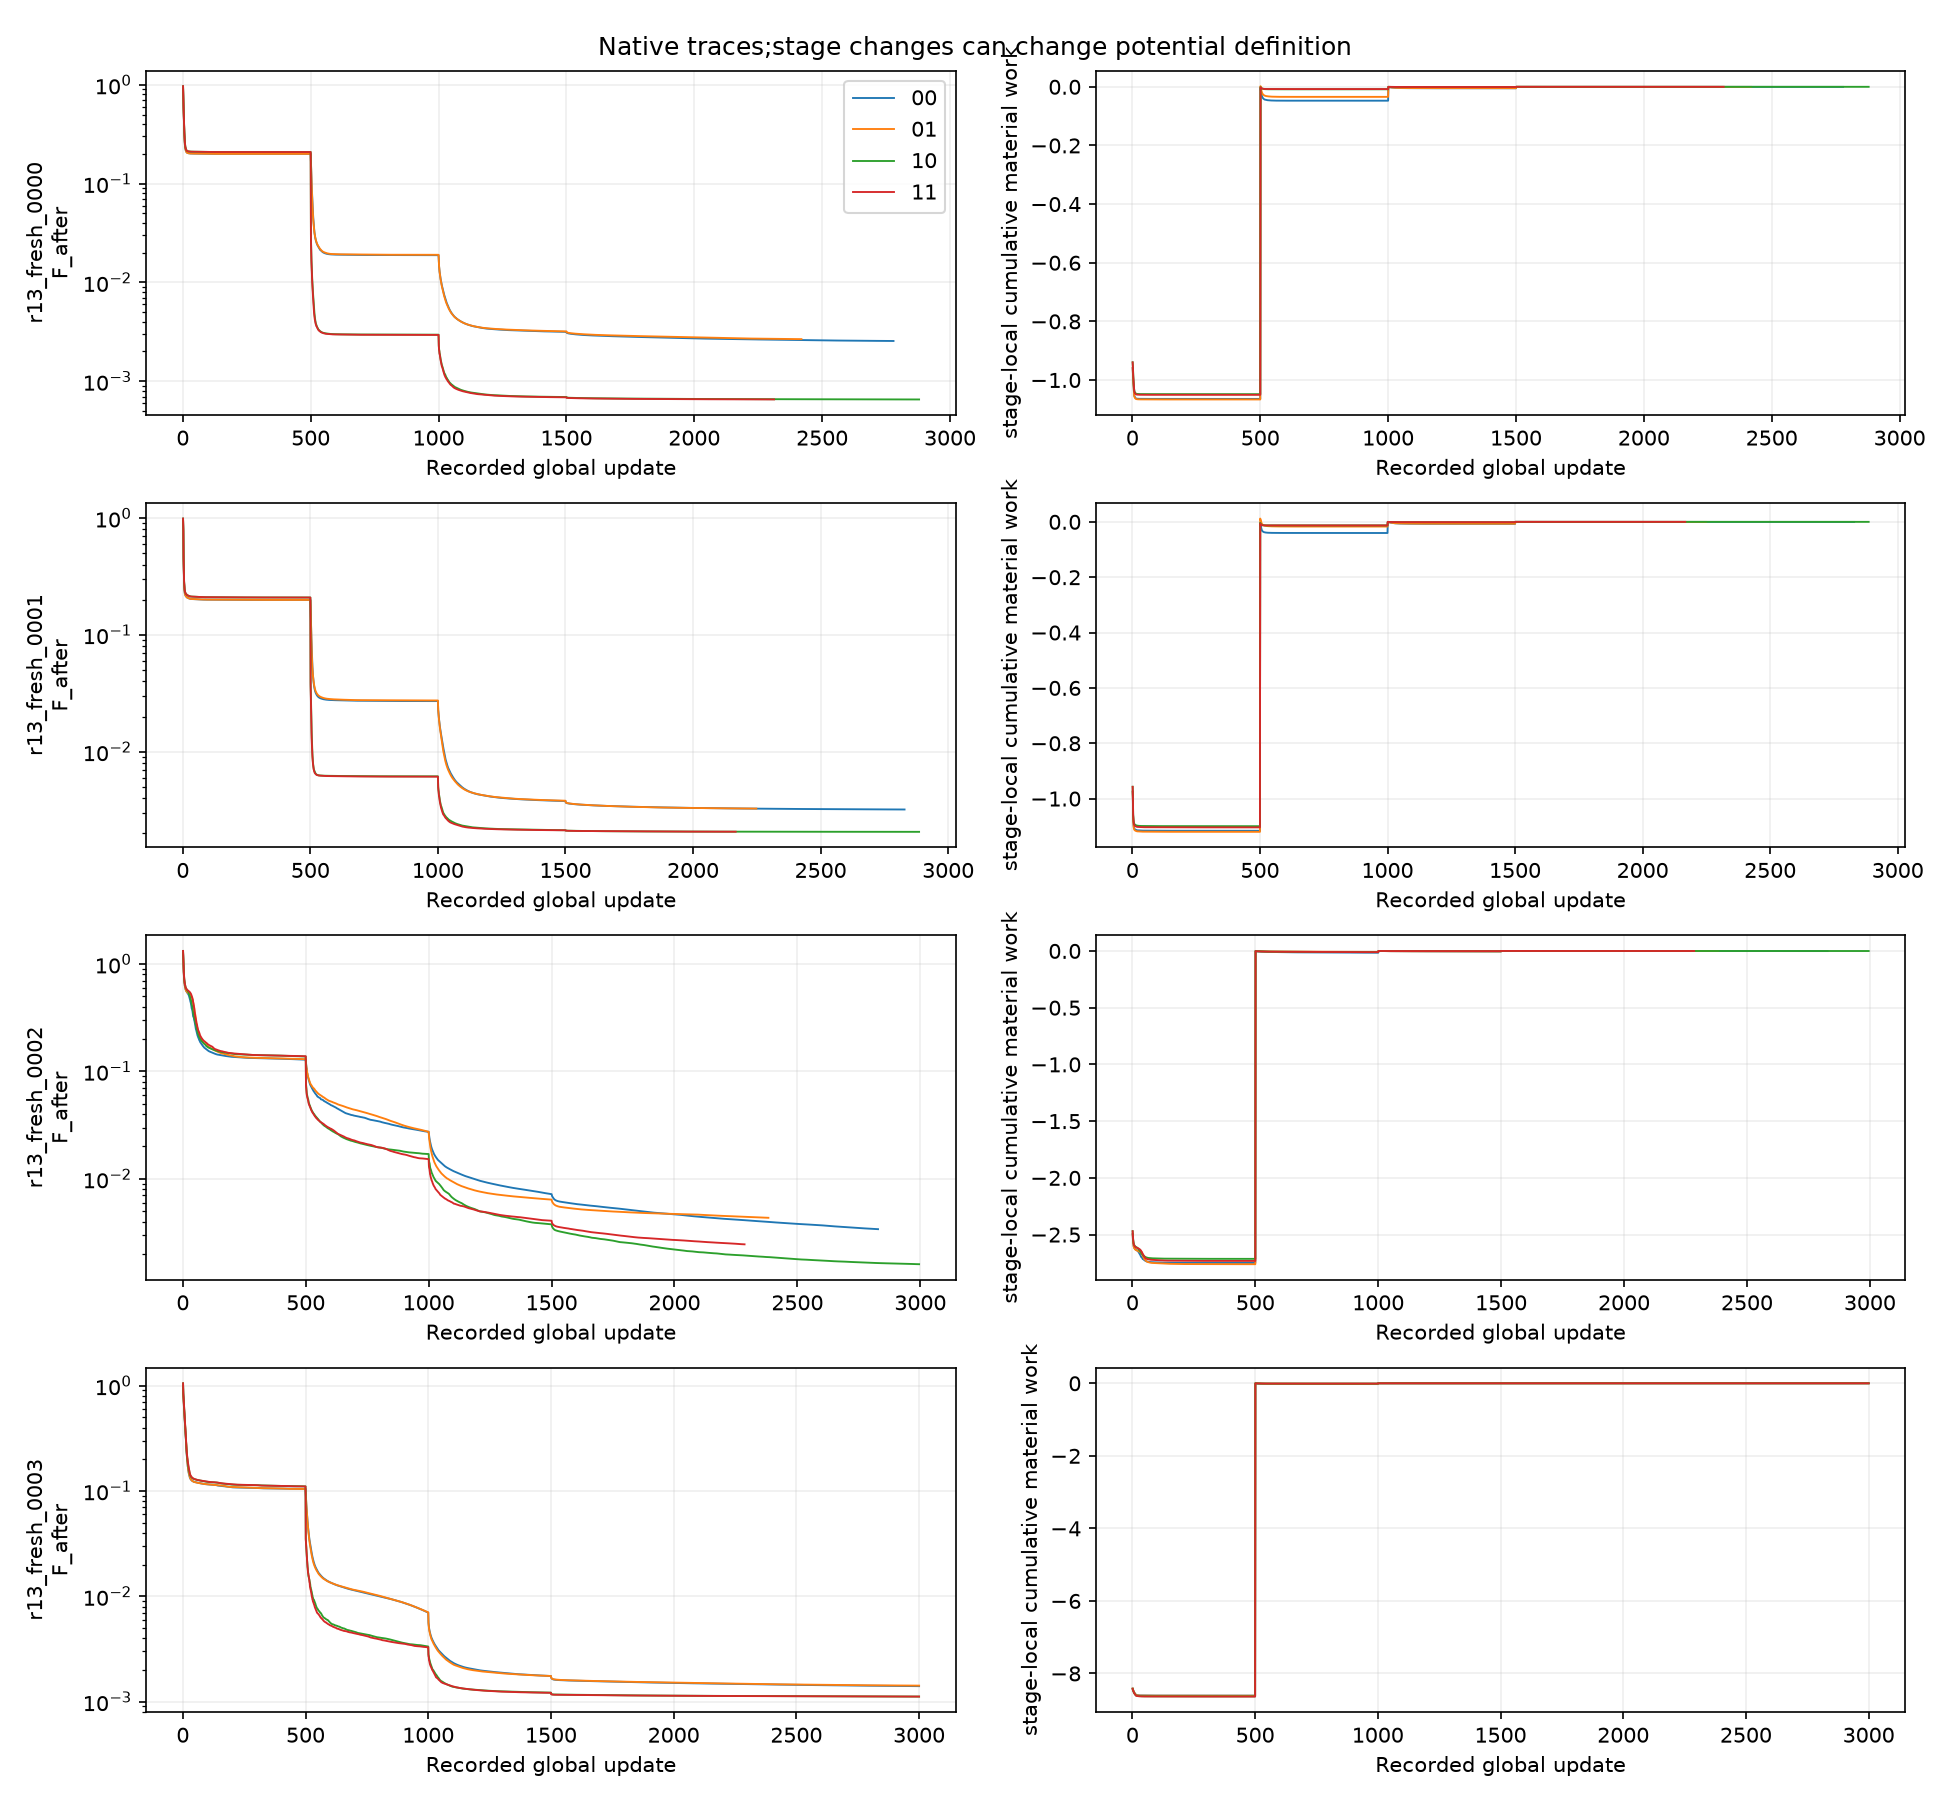 Native traces;stage changes can change potential definition
r13_fresh_0000
F_after
10⁰
10⁻¹
10⁻²
10⁻³
00
01
10
11
0 500 1000 1500 2000 2500 3000
Recorded global update
stage-local cumulative material work
0.0
−0.2
−0.4
−0.6
−0.8
−1.0
0 500 1000 1500 2000 2500 3000
Recorded global update
r13_fresh_0001
F_after
10⁰
10⁻¹
10⁻²
0 500 1000 1500 2000 2500 3000
Recorded global update
stage-local cumulative material work
0.0
−0.2
−0.4
−0.6
−0.8
−1.0
0 500 1000 1500 2000 2500 3000
Recorded global update
r13_fresh_0002
F_after
10⁰
10⁻¹
10⁻²
0 500 1000 1500 2000 2500 3000
Recorded global update
stage-local cumulative material work
0.0
−0.5
−1.0
−1.5
−2.0
−2.5
0 500 1000 1500 2000 2500 3000
Recorded global update
r13_fresh_0003
F_after
10⁰
10⁻¹
10⁻²
10⁻³
0 500 1000 1500 2000 2500 3000
Recorded global update
stage-local cumulative material work
0
−2
−4
−6
−8
0 500 1000 1500 2000 2500 3000
Recorded global update